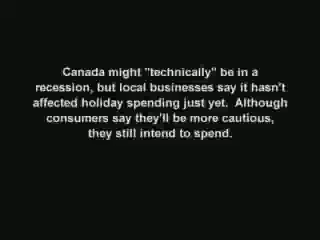 Canada might "technically" be in a
recession, but local businesses say it hasn't
affected holiday spending just yet.  Although
consumers say they'll be more cautious,
they still intend to spend.